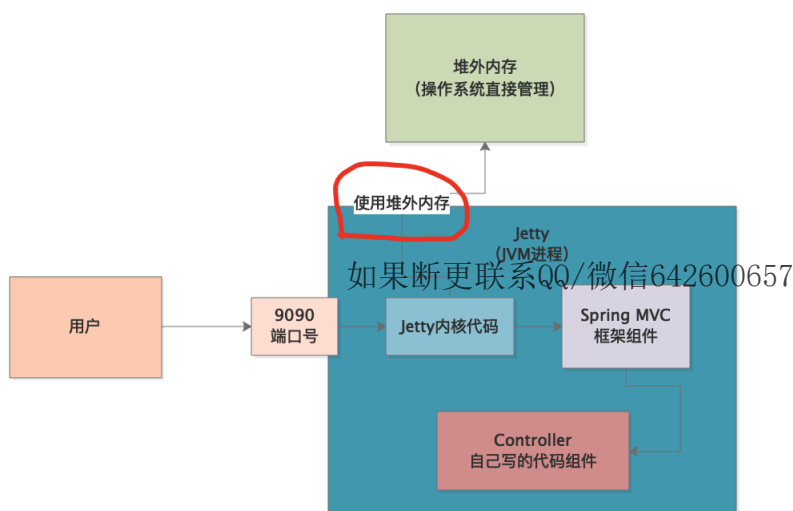 堆外内存
（操作系统直接管理）
使用堆外内存
Jetty
（JVM进程）
如果断更联系QQ/微信642600657
用户
9090
端口号
Jetty内核代码
Spring MVC
框架组件
Controller
自己写的代码组件